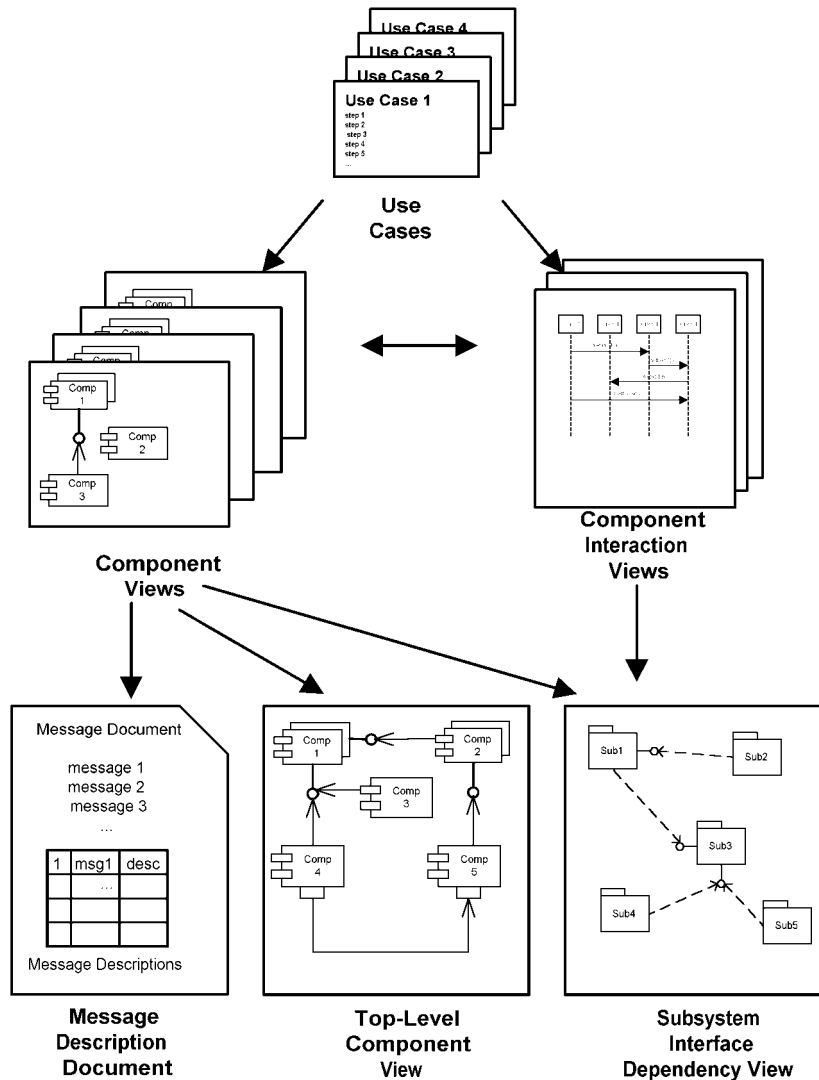 Use Case 4
Use Case 3
Use Case 2
Use Case 1
step 1
step 2
step 3
step 4
step 5
...
Use
Cases
Comp
Comp
Comp
Comp
1
Comp
2
Comp
3
Component
Views
Component
Interaction
Views
Message Document
message 1
message 2
message 3
...
1 msg1 desc
...
Message Descriptions
Message
Description
Document
Comp
1
Comp
2
Comp
3
Comp
4
Comp
5
Top-Level
Component
View
Sub1
Sub2
Sub3
Sub4
Sub5
Subsystem
Interface
Dependency View